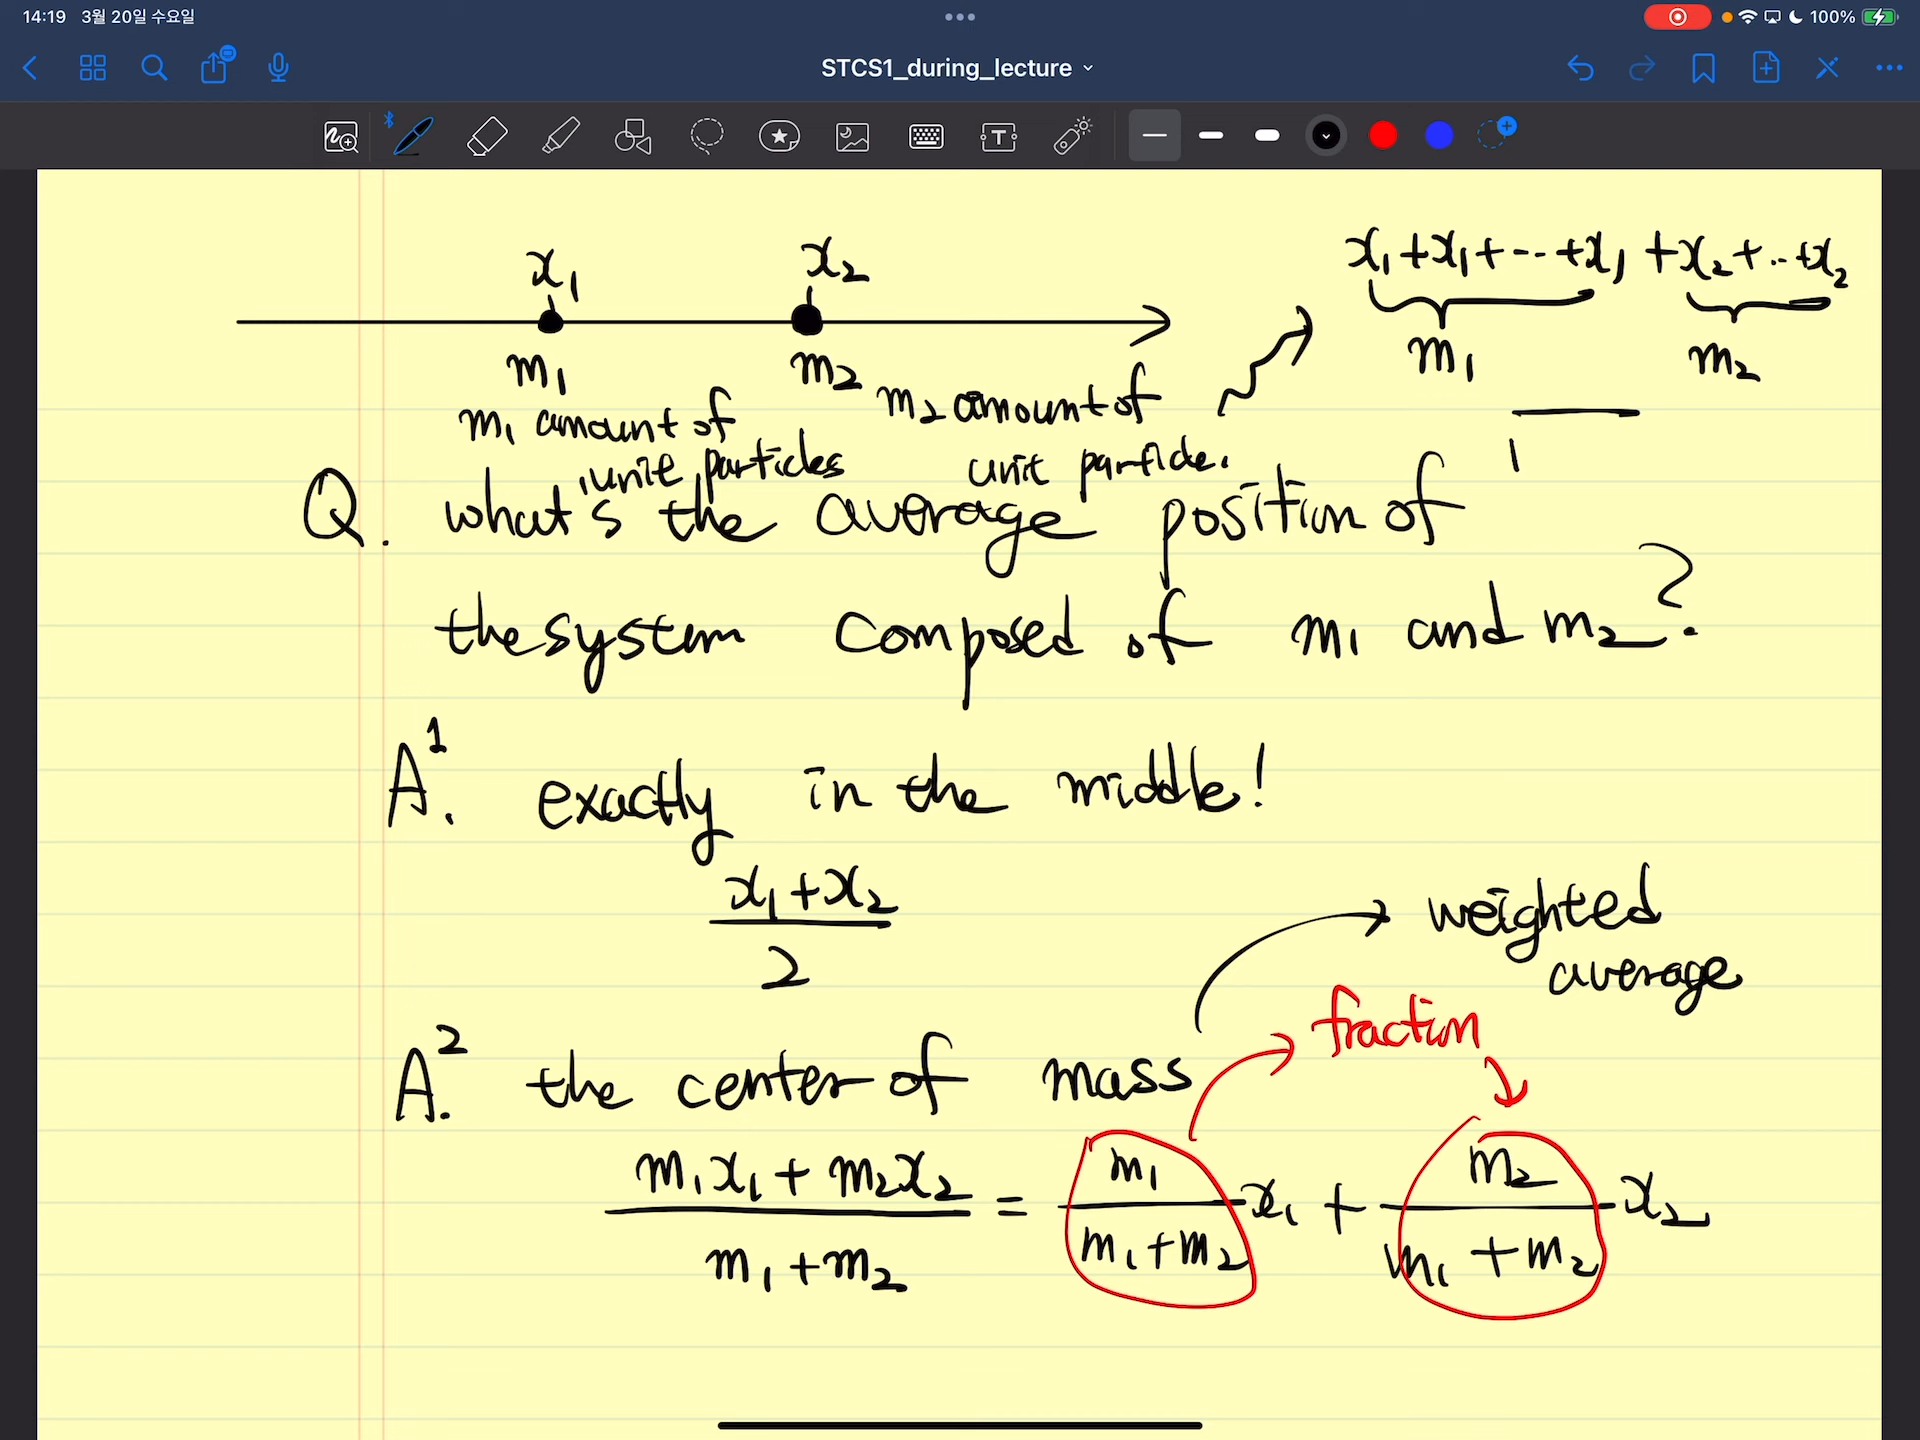 14:19 3월 20일 수요일
100%
STCS1_during_lecture
x₁ x₂
x₁+x₁+--+x₁ +x₂+..+x₂
m₁ m₂
m₁ m₂
m₁ amount of unit particles
m₂ amount of unit particle.
Q. what's the average position of
the system composed of m₁ and m₂?
A¹. exactly in the middle!
x₁+x₂
2
weighted
average
fraction
A². the center of mass
m₁x₁ + m₂x₂ = m₁ x₁ + m₂ x₂
m₁+m₂ m₁+m₂ m₁+m₂